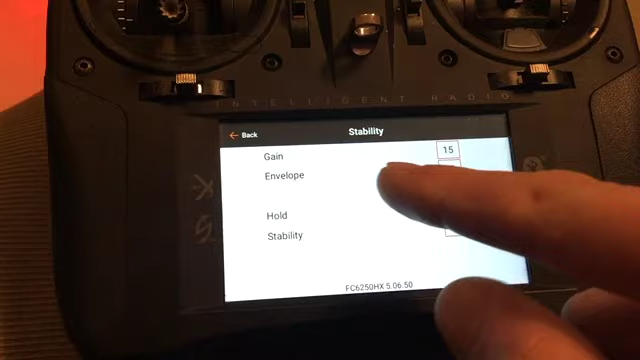 INTELLIGENT RADIO
Back
Stability
Gain 15
Envelope
Hold
Stability
FC6250HX 5.06.50